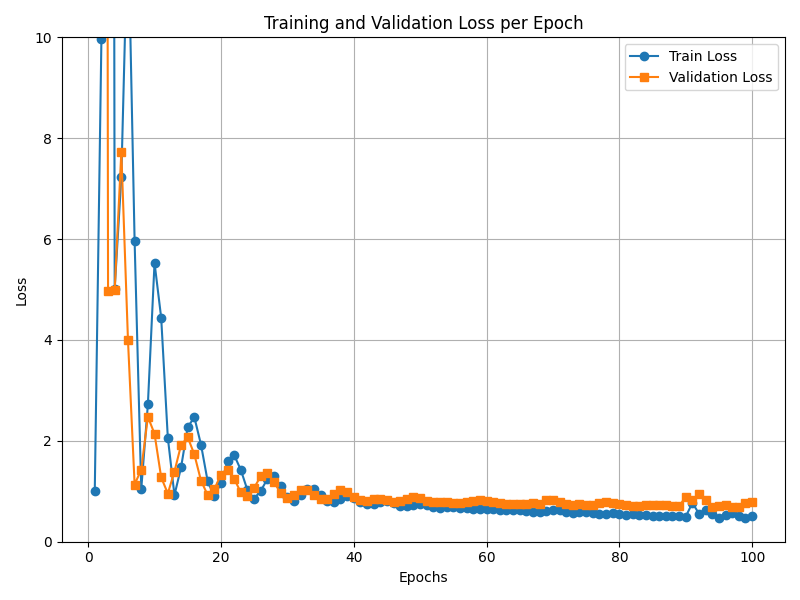 Training and Validation Loss per Epoch
10
8
6
4
2
0
Loss
Train Loss
Validation Loss
0 20 40 60 80 100
Epochs